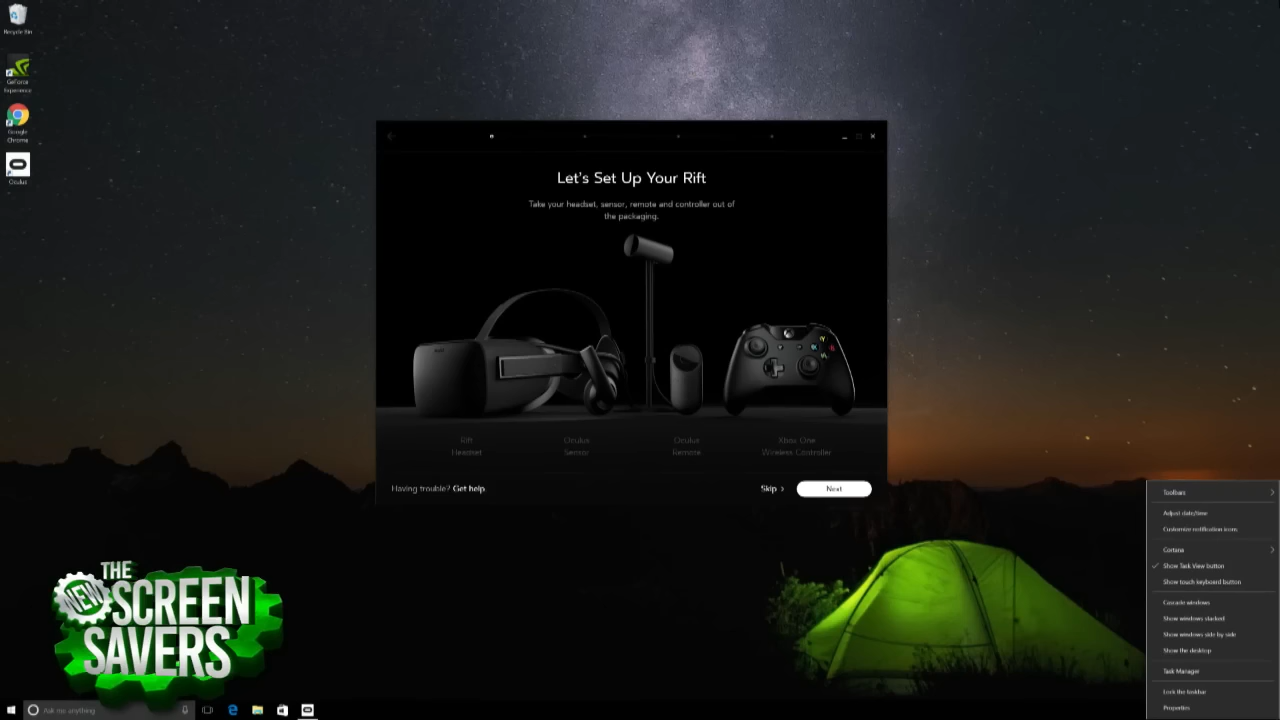 Recycle Bin
GeForce
Experience
Google
Chrome
Oculus
Let's Set Up Your Rift
Take your headset, sensor, remote and controller out of
the packaging.
Rift
Headset
Oculus
Sensor
Oculus
Remote
Xbox One
Wireless Controller
Having trouble? Get help
Skip
Next
Toolbars
Adjust date/time
Customize notification icons
Cortana
Show Task View button
Show touch keyboard button
Cascade windows
Show windows stacked
Show windows side by side
Show the desktop
Task Manager
Lock the taskbar
Properties
THE
NEW
SCREEN
SAVERS
Ask me anything